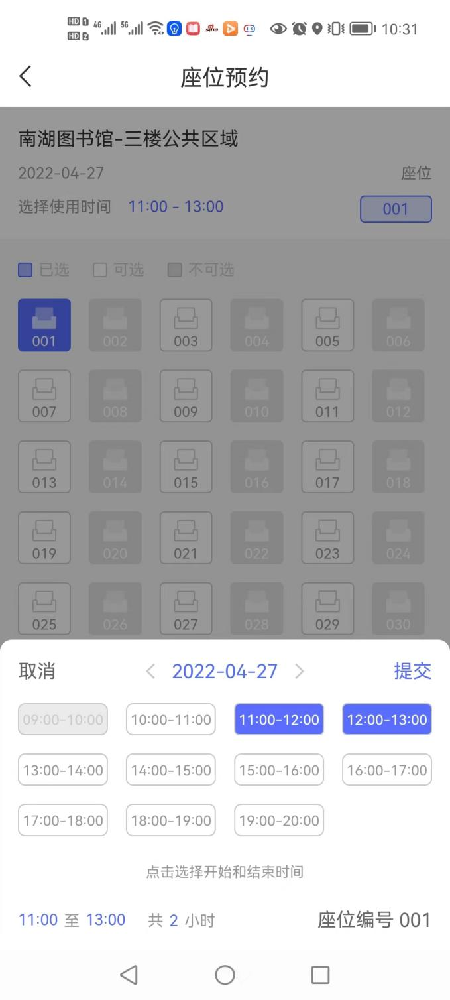 HD 1 4G 5G 10:31
HD 2
座位预约
南湖图书馆-三楼公共区域
2022-04-27 座位
选择使用时间 11:00 - 13:00 001
已选 可选 不可选
001 002 003 004 005 006
007 008 009 010 011 012
013 014 015 016 017 018
019 020 021 022 023 024
025 026 027 028 029 030
取消 2022-04-27 提交
09:00-10:00 10:00-11:00 11:00-12:00 12:00-13:00
13:00-14:00 14:00-15:00 15:00-16:00 16:00-17:00
17:00-18:00 18:00-19:00 19:00-20:00
点击选择开始和结束时间
11:00 至 13:00 共 2 小时 座位编号 001